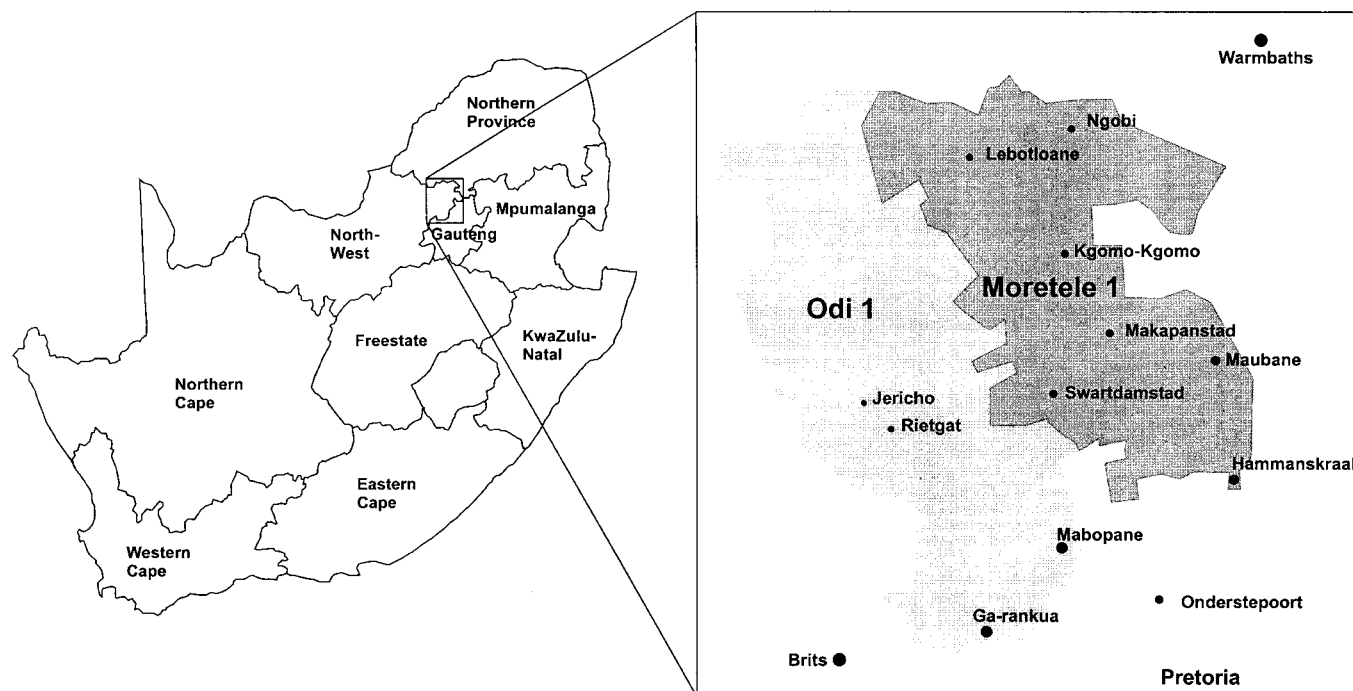 Northern
Province
Mpumalanga
North-
West
Gauteng
Freestate
KwaZulu-
Natal
Northern
Cape
Eastern
Cape
Western
Cape
Warmbaths
Ngobi
Lebotloane
Kgomo-Kgomo
Moretele 1
Odi 1
Makapanstad
Maubane
Swartdamstad
Jericho
Rietgat
Hammanskraal
Mabopane
Onderstepoort
Ga-rankua
Brits
Pretoria